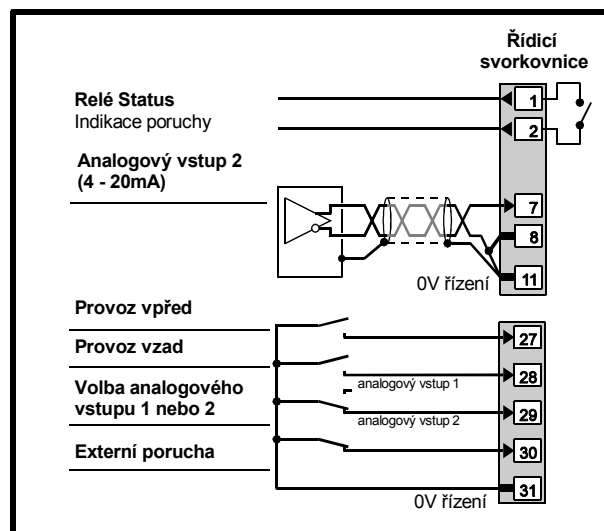 Řídicí
svorkovnice
Relé Status
Indikace poruchy
1
2
Analogový vstup 2
(4 - 20mA)
7
8
11
0V řízení
Provoz vpřed
27
Provoz vzad
28
analogový vstup 1
Volba analogového
vstupu 1 nebo 2
29
analogový vstup 2
Externí porucha
30
31
0V řízení